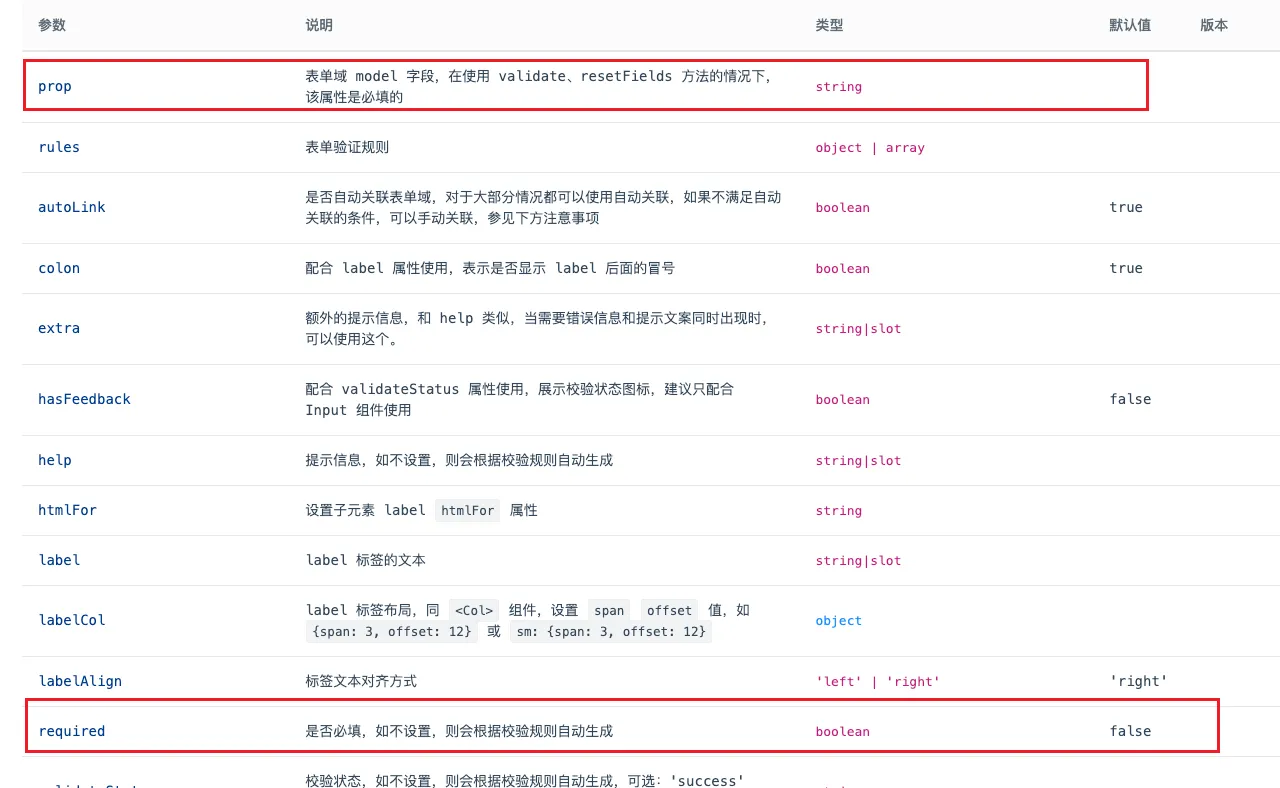 参数 说明 类型 默认值 版本
prop 表单域 model 字段，在使用 validate、resetFields 方法的情况下， string
该属性是必填的
rules 表单验证规则 object | array
autoLink 是否自动关联表单域，对于大部分情况都可以使用自动关联，如果不满足自动 boolean true
关联的条件，可以手动关联，参见下方注意事项
colon 配合 label 属性使用，表示是否显示 label 后面的冒号 boolean true
extra 额外的提示信息，和 help 类似，当需要错误信息和提示文案同时出现时， string|slot
可以使用这个。
hasFeedback 配合 validateStatus 属性使用，展示校验状态图标，建议只配合 boolean false
Input 组件使用
help 提示信息，如不设置，则会根据校验规则自动生成 string|slot
htmlFor 设置子元素 label htmlFor 属性 string
label label 标签的文本 string|slot
labelCol label 标签布局，同 <Col> 组件，设置 span offset 值，如 object
{span: 3, offset: 12} 或 sm: {span: 3, offset: 12}
labelAlign 标签文本对齐方式 'left' | 'right' 'right'
required 是否必填，如不设置，则会根据校验规则自动生成 boolean false
校验状态，如不设置，则会根据校验规则自动生成，可选：'success'